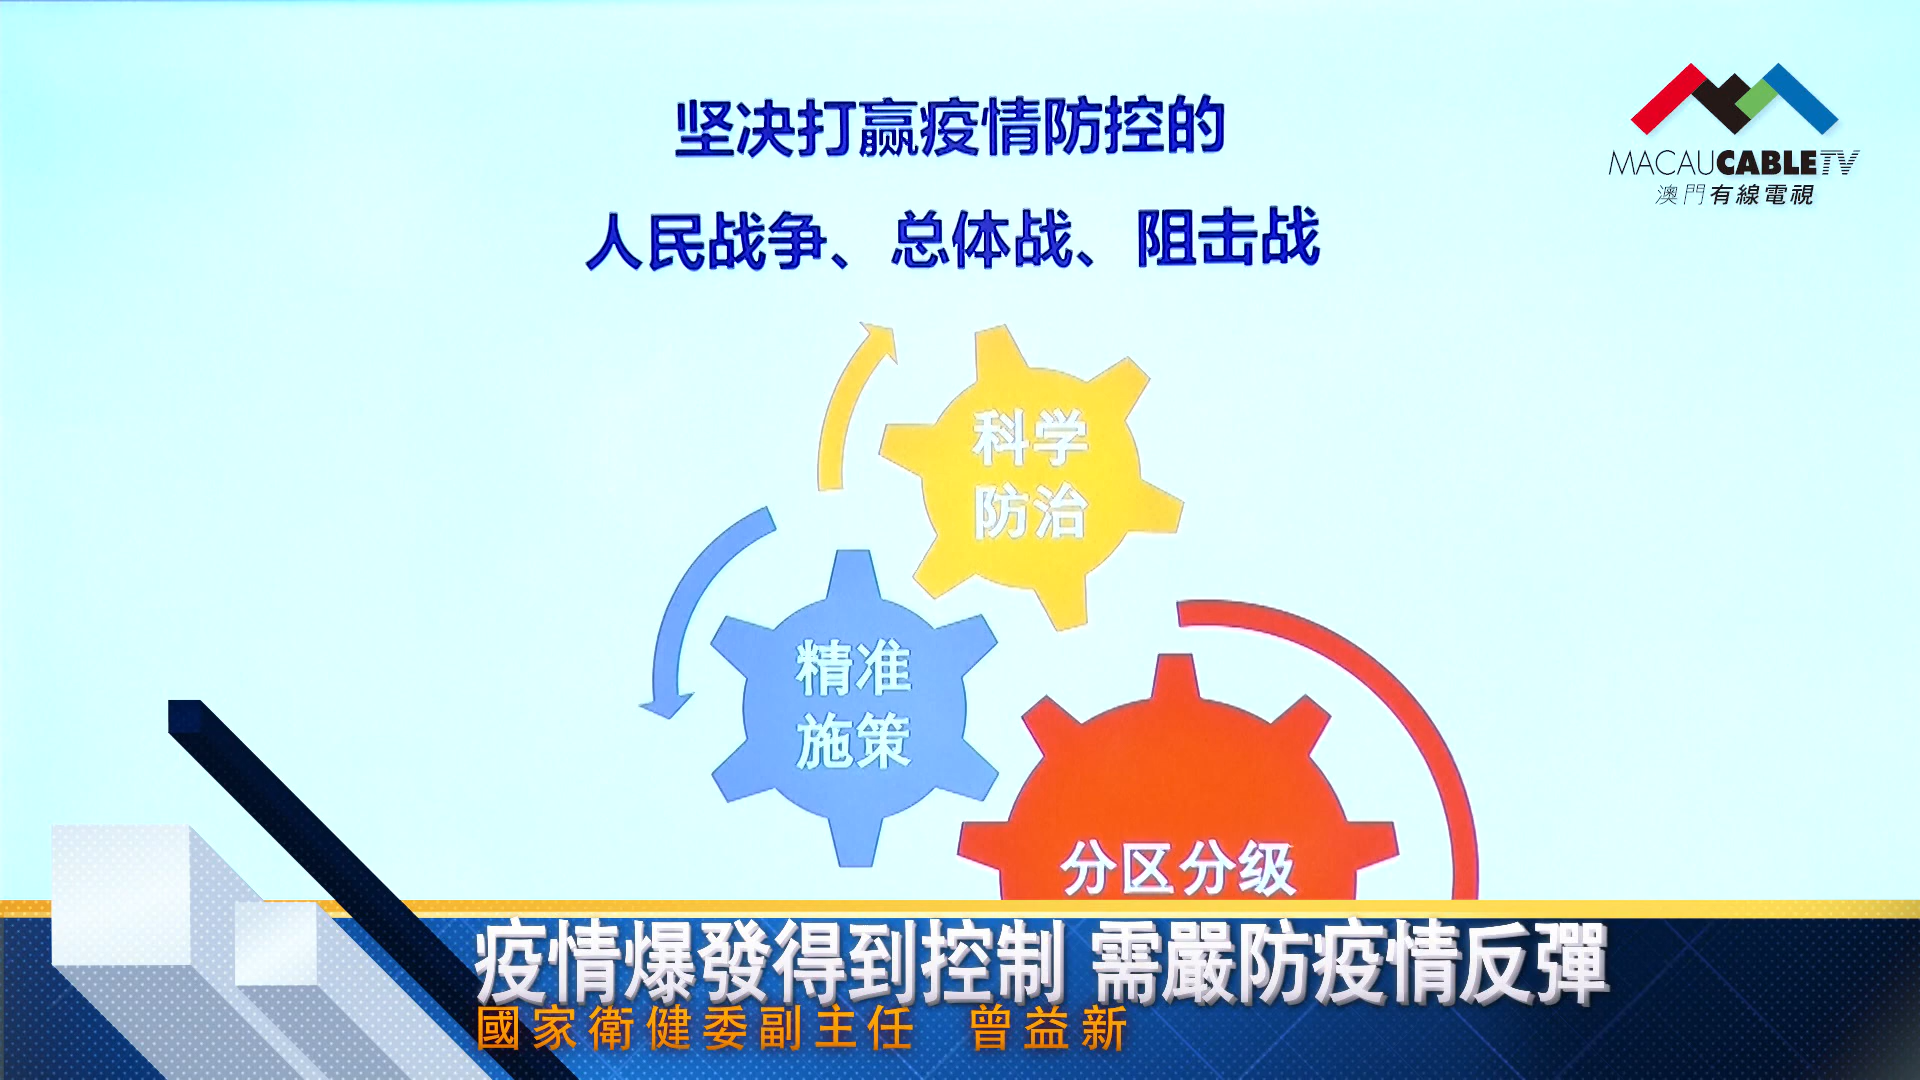 坚决打赢疫情防控的
人民战争、总体战、阻击战
MACAUCABLETV
澳門有線電視
科学
防治
精准
施策
分区分级
疫情爆發得到控制 需嚴防疫情反彈
國家衛健委副主任 曾益新